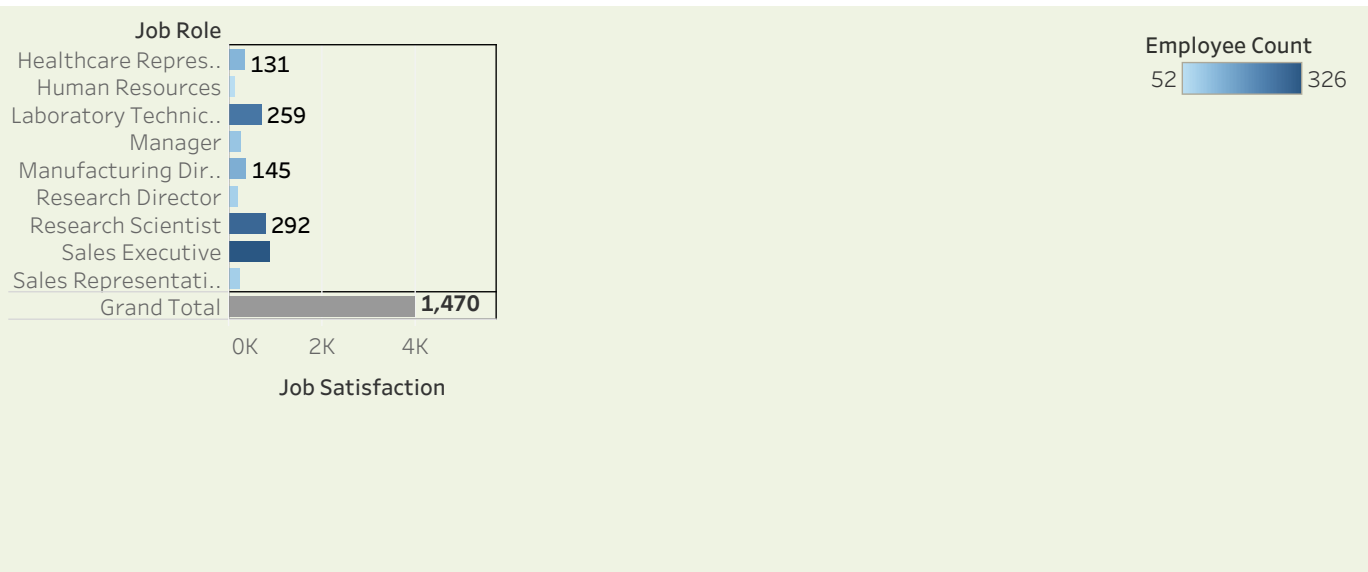 Job Role
Healthcare Repres.. 131
Human Resources
Laboratory Technic.. 259
Manager
Manufacturing Dir.. 145
Research Director
Research Scientist 292
Sales Executive
Sales Representati..
Grand Total 1,470
0K 2K 4K
Job Satisfaction
Employee Count
52 326